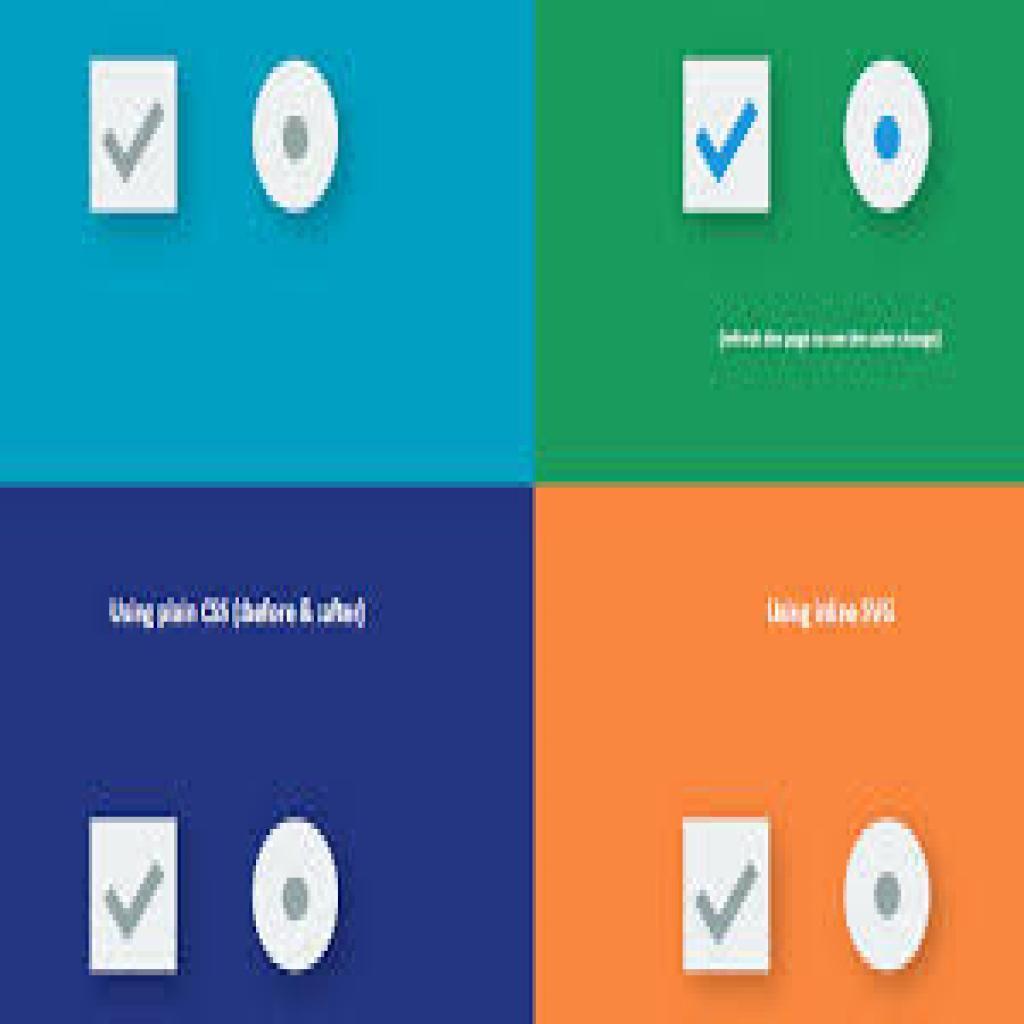 (refresh the page to see the color change)
Using plain CSS (:before & :after)
Using inline SVG